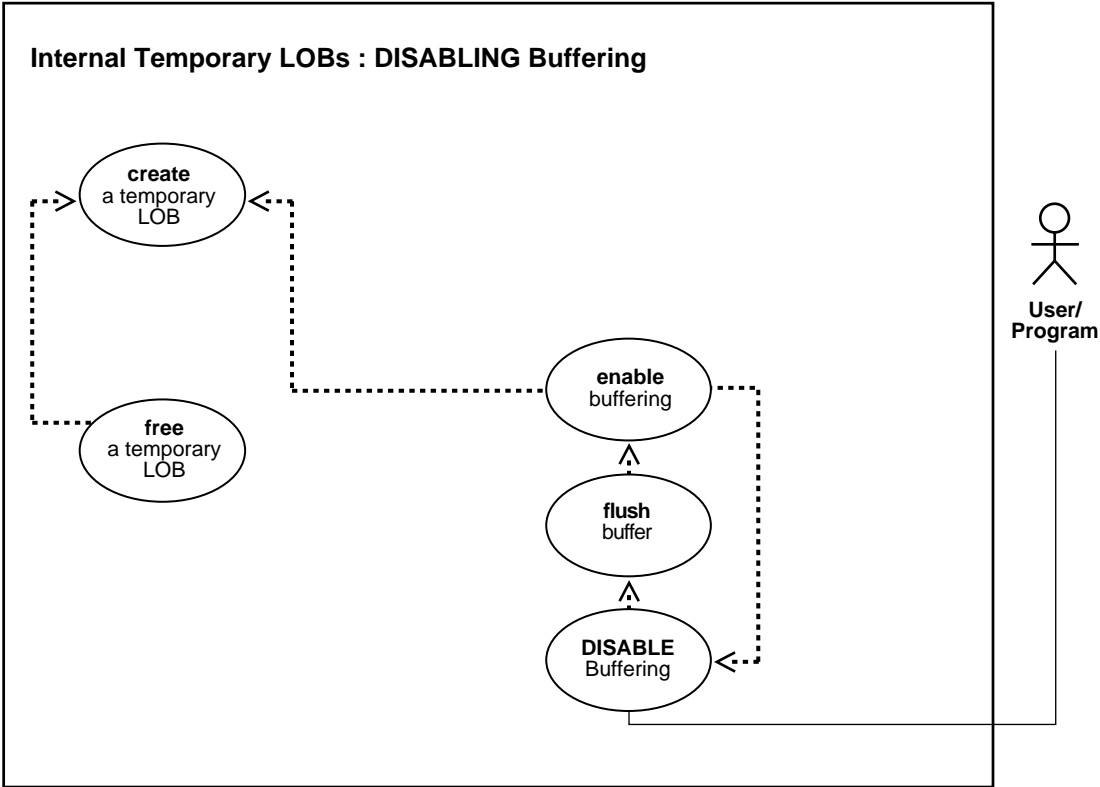 Internal Temporary LOBs : DISABLING Buffering
create
a temporary
LOB
User/
Program
enable
buffering
free
a temporary
LOB
flush
buffer
DISABLE
Buffering